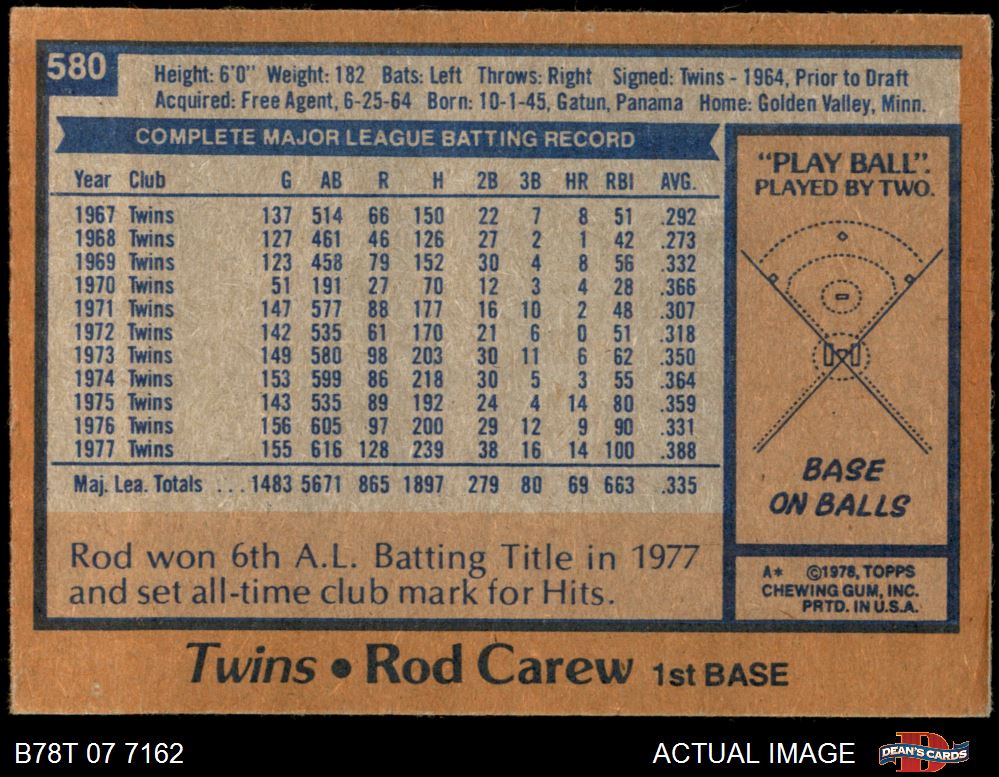 580
Height: 6'0" Weight: 182 Bats: Left Throws: Right Signed: Twins - 1964, Prior to Draft
Acquired: Free Agent, 6-25-64 Born: 10-1-45, Gatun, Panama Home: Golden Valley, Minn.
COMPLETE MAJOR LEAGUE BATTING RECORD
Year Club G AB R H 2B 3B HR RBI AVG.
1967 Twins 137 514 66 150 22 7 8 51 .292
1968 Twins 127 461 46 126 27 2 1 42 .273
1969 Twins 123 458 79 152 30 4 8 56 .332
1970 Twins 51 191 27 70 12 3 4 28 .366
1971 Twins 147 577 88 177 16 10 2 48 .307
1972 Twins 142 535 61 170 21 6 0 51 .318
1973 Twins 149 580 98 203 30 11 6 62 .350
1974 Twins 153 599 86 218 30 5 3 55 .364
1975 Twins 143 535 89 192 24 4 14 80 .359
1976 Twins 156 605 97 200 29 12 9 90 .331
1977 Twins 155 616 128 239 38 16 14 100 .388
Maj. Lea. Totals ... 1483 5671 865 1897 279 80 69 663 .335
Rod won 6th A.L. Batting Title in 1977
and set all-time club mark for Hits.
"PLAY BALL".
PLAYED BY TWO.
BASE
ON BALLS
A* ©1978, TOPPS
CHEWING GUM, INC.
PRTD. IN U.S.A.
Twins • Rod Carew 1st BASE
B78T 07 7162
ACTUAL IMAGE
D
DEAN'S CARDS